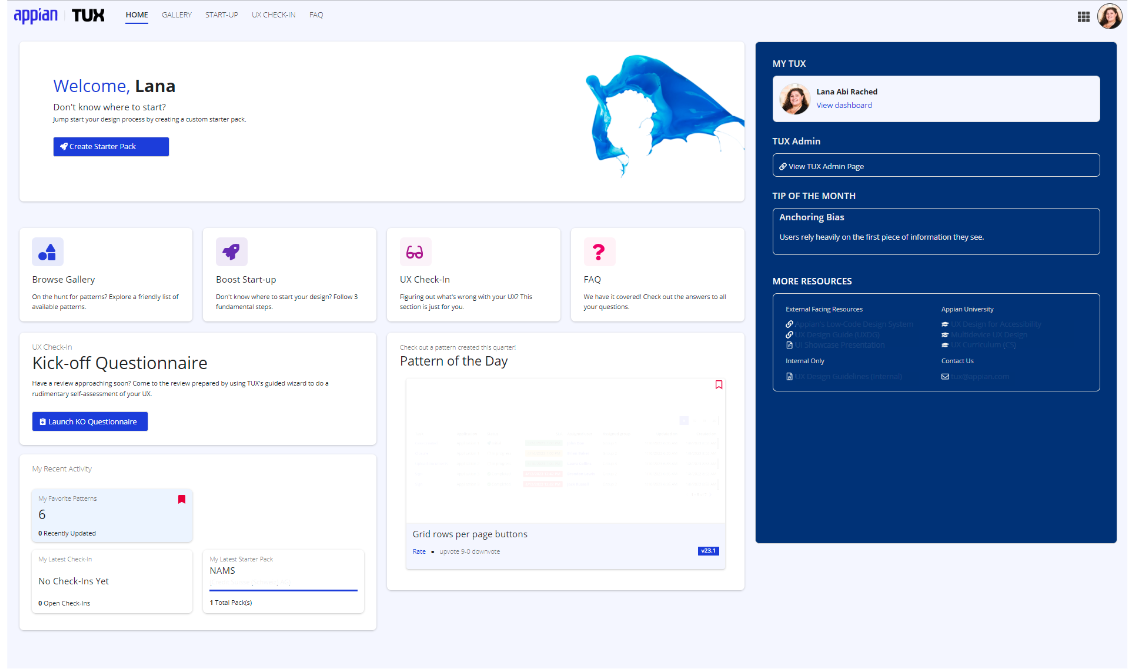 appian TUX HOME GALLERY START-UP UX CHECK-IN FAQ
Welcome, Lana
Don't know where to start?
Jump start your design process by creating a custom starter pack.
Create Starter Pack
Browse Gallery
On the hunt for patterns? Explore a friendly list of
available patterns.
Boost Start-up
Don't know where to start your design? Follow 3
fundamental steps.
UX Check-In
Figuring out what's wrong with your UX? This
section is just for you.
FAQ
We have it covered! Check out the answers to all
your questions.
UX Check-In
Kick-off Questionnaire
Have a review approaching soon? Come to the review prepared by using TUX's guided wizard to do a
rudimentary self-assessment of your UX.
Launch KO Questionnaire
My Recent Activity
My Favorite Patterns
6
0 Recently Updated
My Latest Check-In
No Check-Ins Yet
0 Open Check-Ins
My Latest Starter Pack
NAMS
1 Total Pack(s)
Check out a pattern created this quarter!
Pattern of the Day
Grid rows per page buttons
Rate • upvote 9-0 downvote
v23.1
MY TUX
Lana Abi Rached
View dashboard
TUX Admin
View TUX Admin Page
TIP OF THE MONTH
Anchoring Bias
Users rely heavily on the first piece of information they see.
MORE RESOURCES
External Facing Resources
Appian Low-Code Design System
UX Design Guide (UXDG)
UI Showcase Presentation
Internal Only
UX Design Guidelines (Internal)
Appian University
UX Design for Accessibility
Multidevice UX Design
UX Curriculum
Contact Us